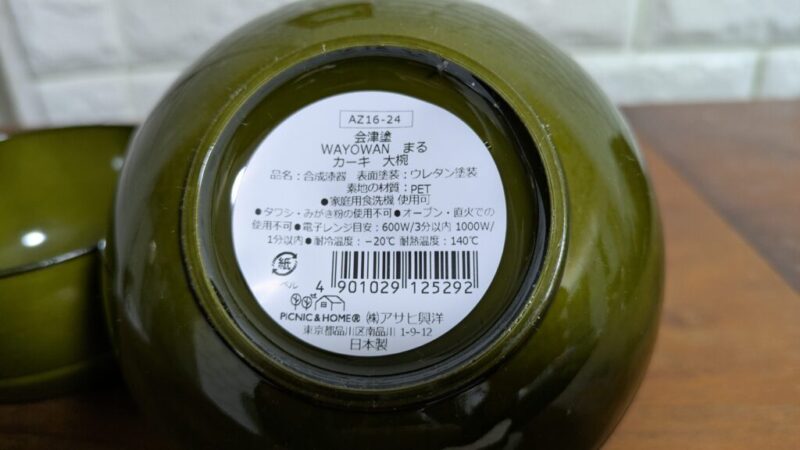 AZ16-24
会津塗
WAYOWAN まる
カーキ 大椀
品名:合成漆器 表面塗装:ウレタン塗装
素地の材質:PET
●家庭用食洗機 使用可
●タワシ・みがき粉の使用不可●オーブン・直火での
使用不可●電子レンジ目安:600W/3分以内 1000W/
1分以内●耐冷温度:−20℃ 耐熱温度:140℃
紙
ラベル
4 901029 125292
PiCNiC&HOME® ㈱アサヒ興洋
東京都品川区南品川 1-9-12
日本製